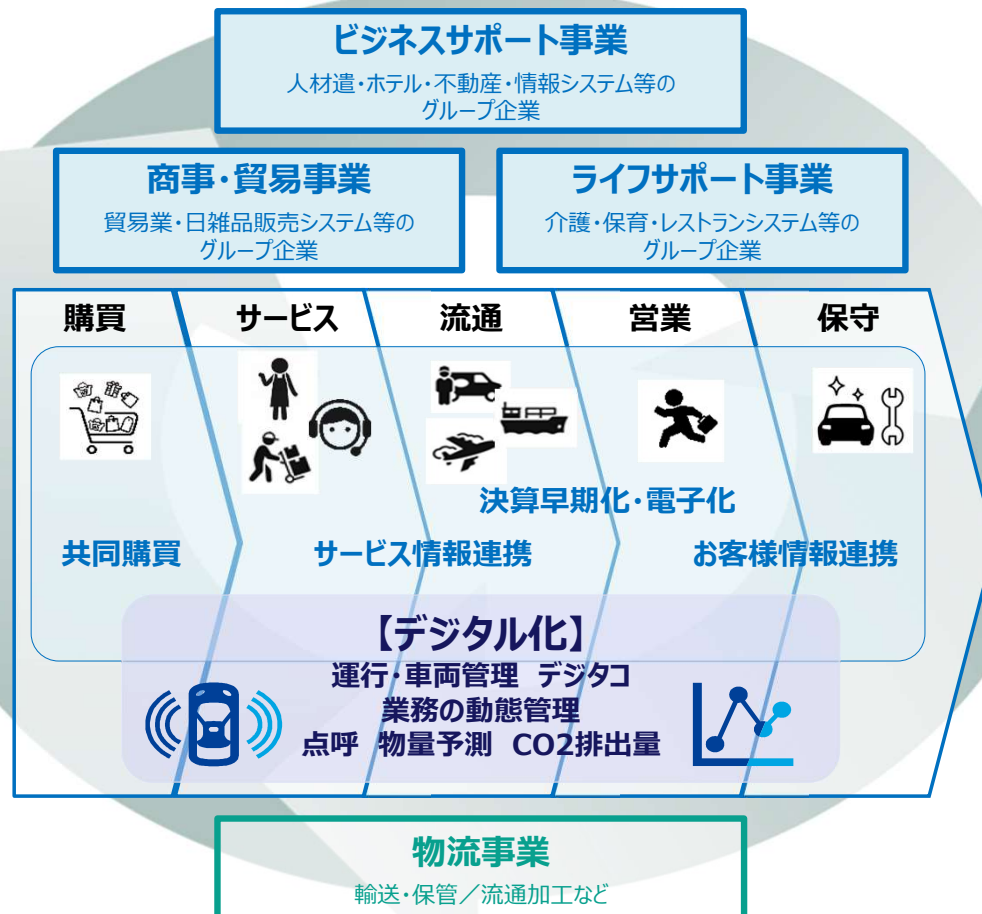 ビジネスサポート事業
人材遣・ホテル・不動産・情報システム等の
グループ企業
商事・貿易事業
貿易業・日雑品販売システム等の
グループ企業
ライフサポート事業
介護・保育・レストランシステム等の
グループ企業
購買
サービス
流通
営業
保守
決算早期化・電子化
共同購買
サービス情報連携
お客様情報連携
【デジタル化】
運行・車両管理 デジタコ
業務の動態管理
点呼 物量予測 CO2排出量
物流事業
輸送・保管／流通加工など